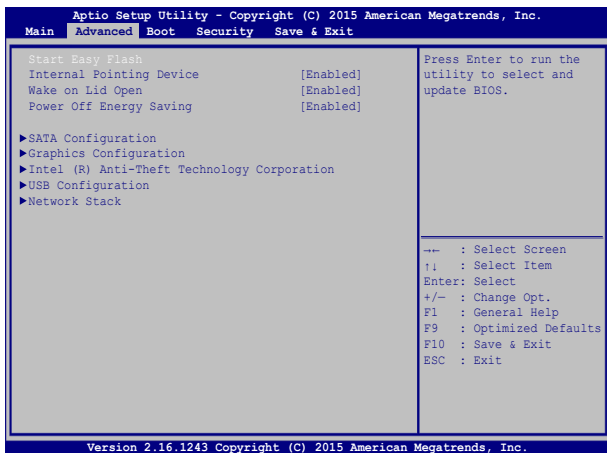 Aptio Setup Utility - Copyright (C) 2015 American Megatrends, Inc.
Main Advanced Boot Security Save & Exit
Start Easy Flash
Internal Pointing Device [Enabled]
Wake on Lid Open [Enabled]
Power Off Energy Saving [Enabled]
▶SATA Configuration
▶Graphics Configuration
▶Intel (R) Anti-Theft Technology Corporation
▶USB Configuration
▶Network Stack
Press Enter to run the
utility to select and
update BIOS.
→← : Select Screen
↑↓ : Select Item
Enter: Select
+/— : Change Opt.
F1 : General Help
F9 : Optimized Defaults
F10 : Save & Exit
ESC : Exit
Version 2.16.1243 Copyright (C) 2015 American Megatrends, Inc.